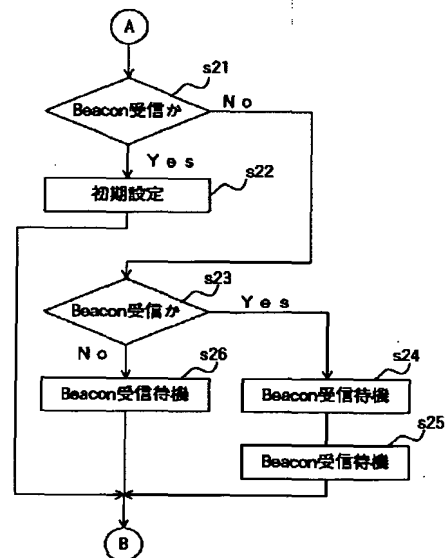 A
s21
Beacon受信か
No
Yes
s22
初期設定
s23
Beacon受信か
Yes
No
s26
Beacon受信待機
s24
Beacon受信待機
s25
Beacon受信待機
B